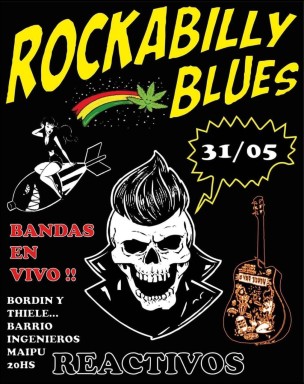 ROCKABILLY
BLUES
31/05
BANDAS
EN
VIVO !!
BORDIN Y
THIELE...
BARRIO
INGENIEROS
MAIPU
20HS
REACTIVOS